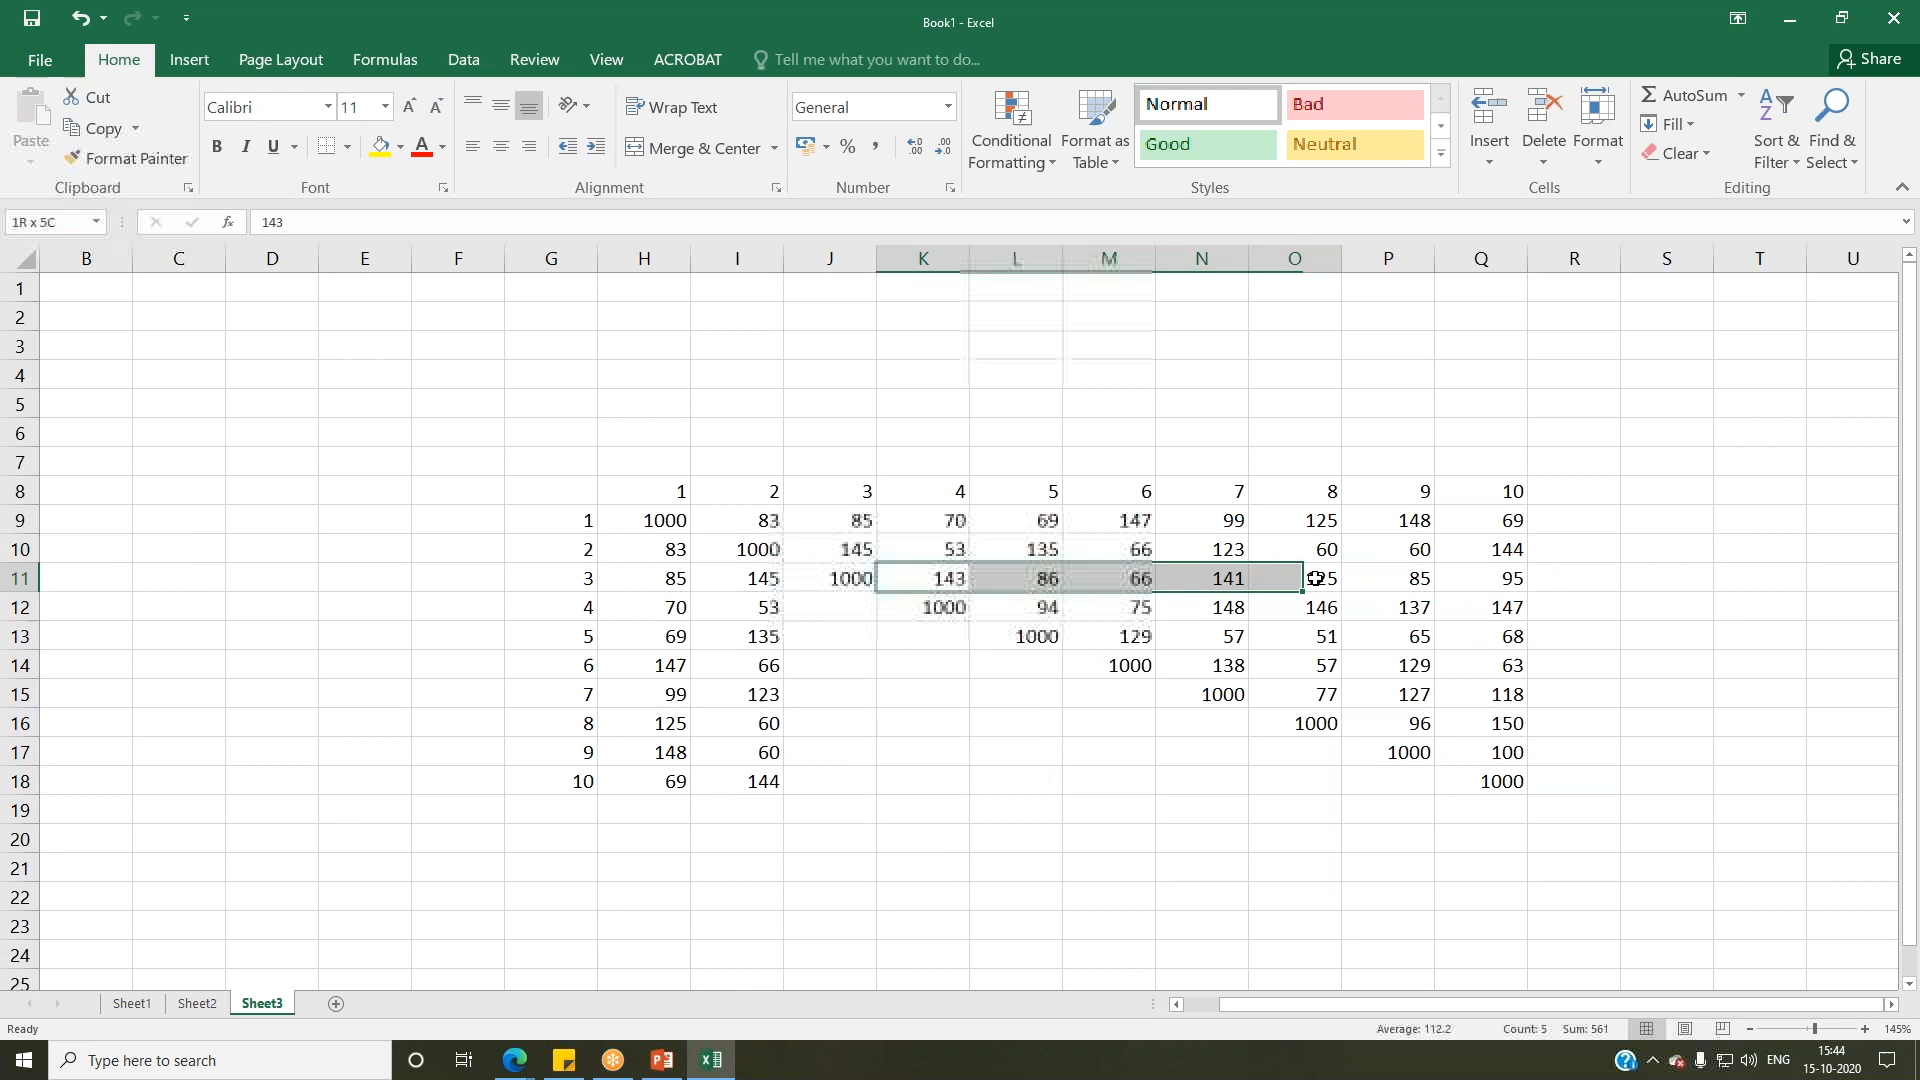 Book1 - Excel
File Home Insert Page Layout Formulas Data Review View ACROBAT Tell me what you want to do... Share
Paste Cut Copy Format Painter Clipboard
Calibri 11 B I U A Font
Wrap Text Merge & Center Alignment
General % Number
Conditional Formatting Format as Table Normal Bad Good Neutral Styles
Insert Delete Format Cells
AutoSum Fill Clear Sort & Filter Find & Select Editing
1R x 5C fx 143
B C D E F G H I J K L M N O P Q R S T U
1
2
3
4
5
6
7
8 1 2 3 4 5 6 7 8 9 10
9 1 1000 83 85 70 69 147 99 125 148 69
10 2 83 1000 145 53 135 66 123 60 60 144
11 3 85 145 1000 143 86 66 141 85 95
12 4 70 53 1000 94 75 148 146 137 147
13 5 69 135 1000 129 57 51 65 68
14 6 147 66 1000 138 57 129 63
15 7 99 123 1000 77 127 118
16 8 125 60 1000 96 150
17 9 148 60 1000 100
18 10 69 144 1000
19
20
21
22
23
24
25
Sheet1 Sheet2 Sheet3
Ready Average: 112.2 Count: 5 Sum: 561 145%
Type here to search ENG 15:44
15-10-2020